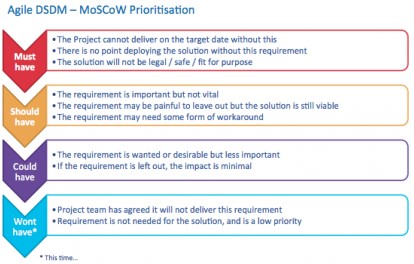 Agile DSDM – MoSCoW Prioritisation
Must
have
• The Project cannot deliver on the target date without this
• There is no point deploying the solution without this requirement
• The solution will not be legal / safe / fit for purpose
Should
have
• The requirement is important but not vital
• The requirement may be painful to leave out but the solution is still viable
• The requirement may need some form of workaround
Could
have
• The requirement is wanted or desirable but less important
• If the requirement is left out, the impact is minimal
Wont
have*
• Project team has agreed it will not deliver this requirement
• Requirement is not needed for the solution, and is a low priority
* This time...